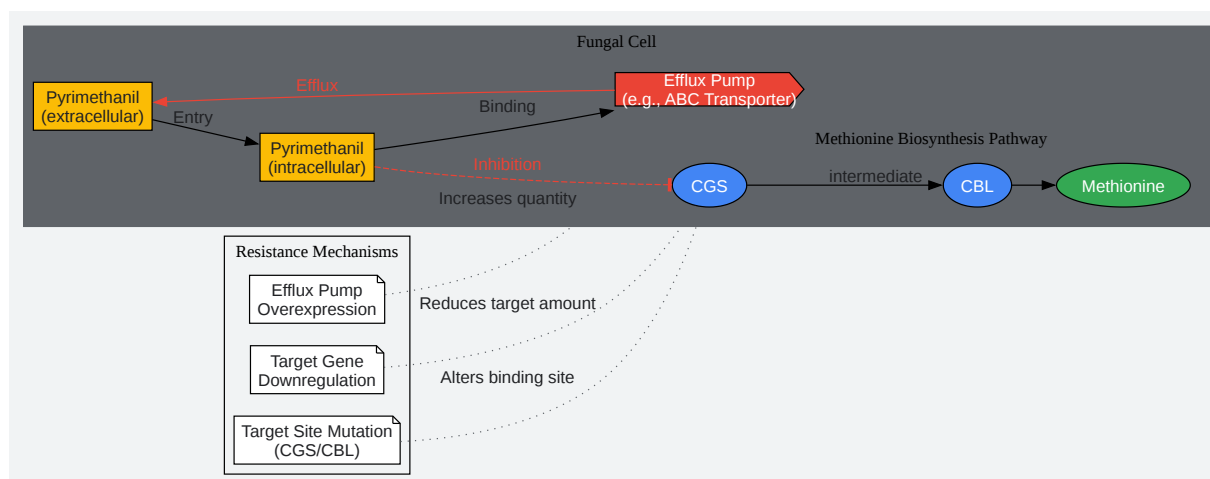 Fungal Cell
Efflux
Efflux Pump
(e.g., ABC Transporter)
Pyrimethanil
(extracellular)
Entry
Binding
Pyrimethanil
(intracellular)
Methionine Biosynthesis Pathway
Inhibition
Increases quantity
CGS
intermediate
CBL
Methionine
Resistance Mechanisms
Efflux Pump
Overexpression
Reduces target amount
Target Gene
Downregulation
Alters binding site
Target Site Mutation
(CGS/CBL)